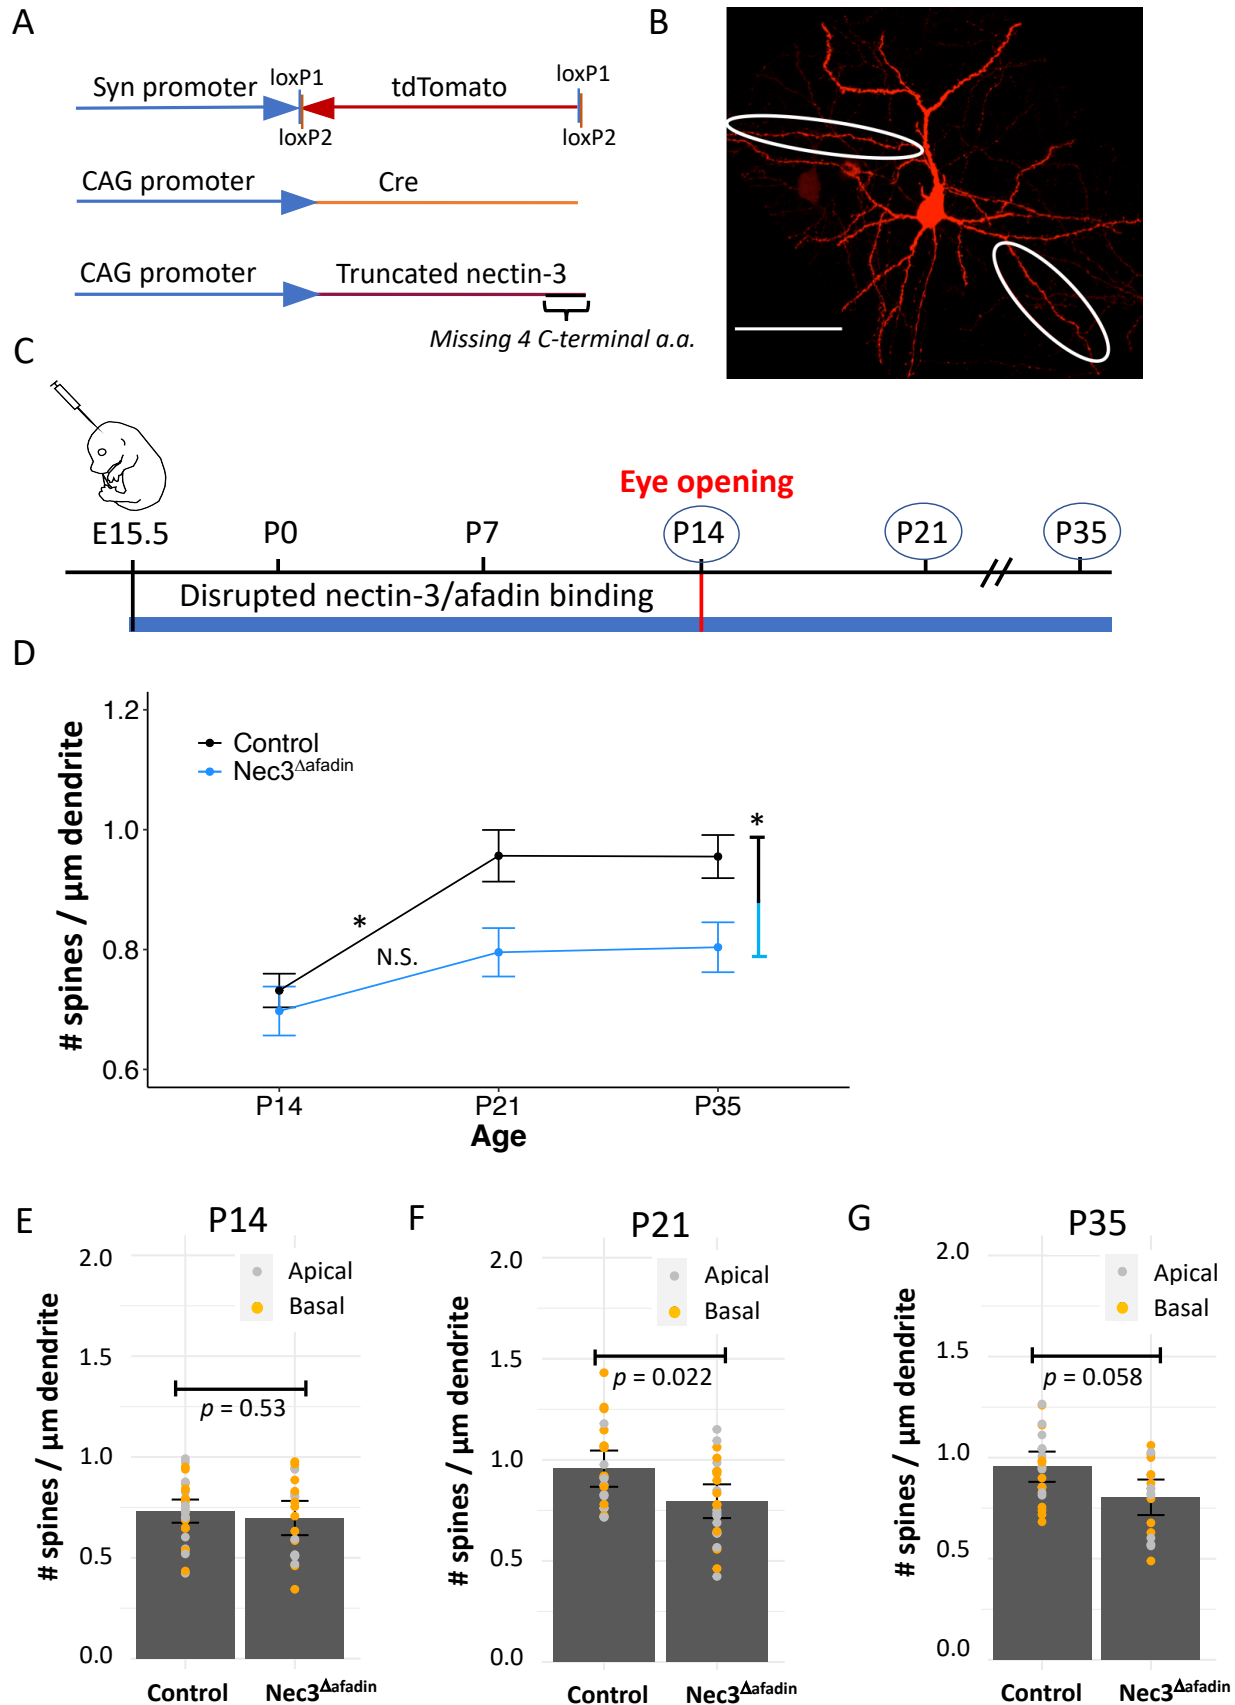 A
Syn promoter
loxP1
tdTomato
loxP1
loxP2
loxP2
CAG promoter
Cre
CAG promoter
Truncated nectin-3
Missing 4 C-terminal a.a.
B
C
Eye opening
E15.5
P0
P7
P14
P21
P35
Disrupted nectin-3/afadin binding
D
# spines / µm dendrite
1.2
1.0
0.8
0.6
Control
Nec3Δafadin
*
N.S.
*
P14
P21
P35
Age
E
P14
# spines / µm dendrite
2.0
1.5
1.0
0.5
0.0
Apical
Basal
p = 0.53
Control
Nec3Δafadin
F
P21
# spines / µm dendrite
2.0
1.5
1.0
0.5
0.0
Apical
Basal
p = 0.022
Control
Nec3Δafadin
G
P35
# spines / µm dendrite
2.0
1.5
1.0
0.5
0.0
Apical
Basal
p = 0.058
Control
Nec3Δafadin